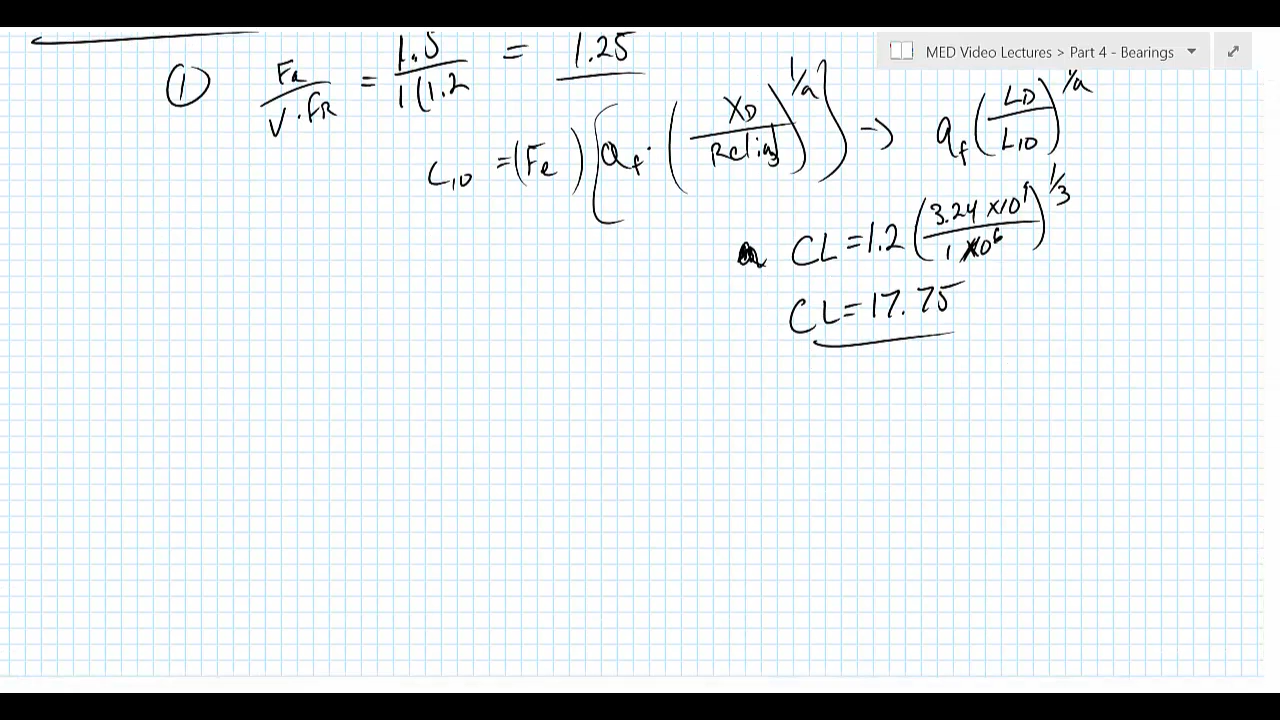 MED Video Lectures > Part 4 - Bearings
① Fa / V·FR = 1.5 / 1(1.2 = 1.25
C10 = (Fe) [af · (XD / Reliab)^1/a] → af (LD / L10)^1/a
CL = 1.2 (3.24 x10^9 / 1 x10^6)^1/3
CL = 17.75